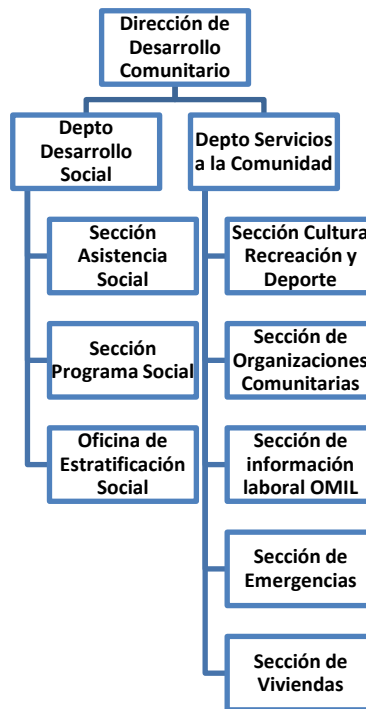 Dirección de
Desarrollo
Comunitario
Depto
Desarrollo
Social
Depto Servicios
a la Comunidad
Sección
Asistencia
Social
Sección
Programa Social
Oficina de
Estratificación
Social
Sección Cultura
Recreación y
Deporte
Sección de
Organizaciones
Comunitarias
Sección de
información
laboral OMIL
Sección de
Emergencias
Sección de
Viviendas